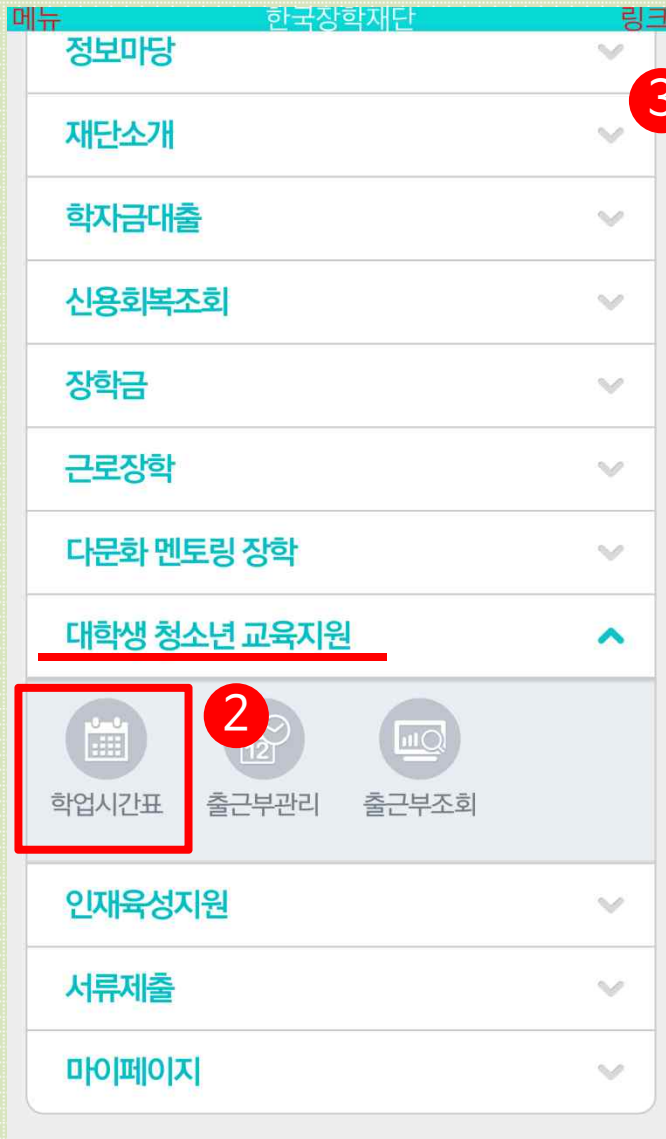 메뉴 한국장학재단 링크
정보마당
3
재단소개
학자금대출
신용회복조회
장학금
근로장학
다문화 멘토링 장학
대학생 청소년 교육지원
2
12
학업시간표 출근부관리 출근부조회
인재육성지원
서류제출
마이페이지